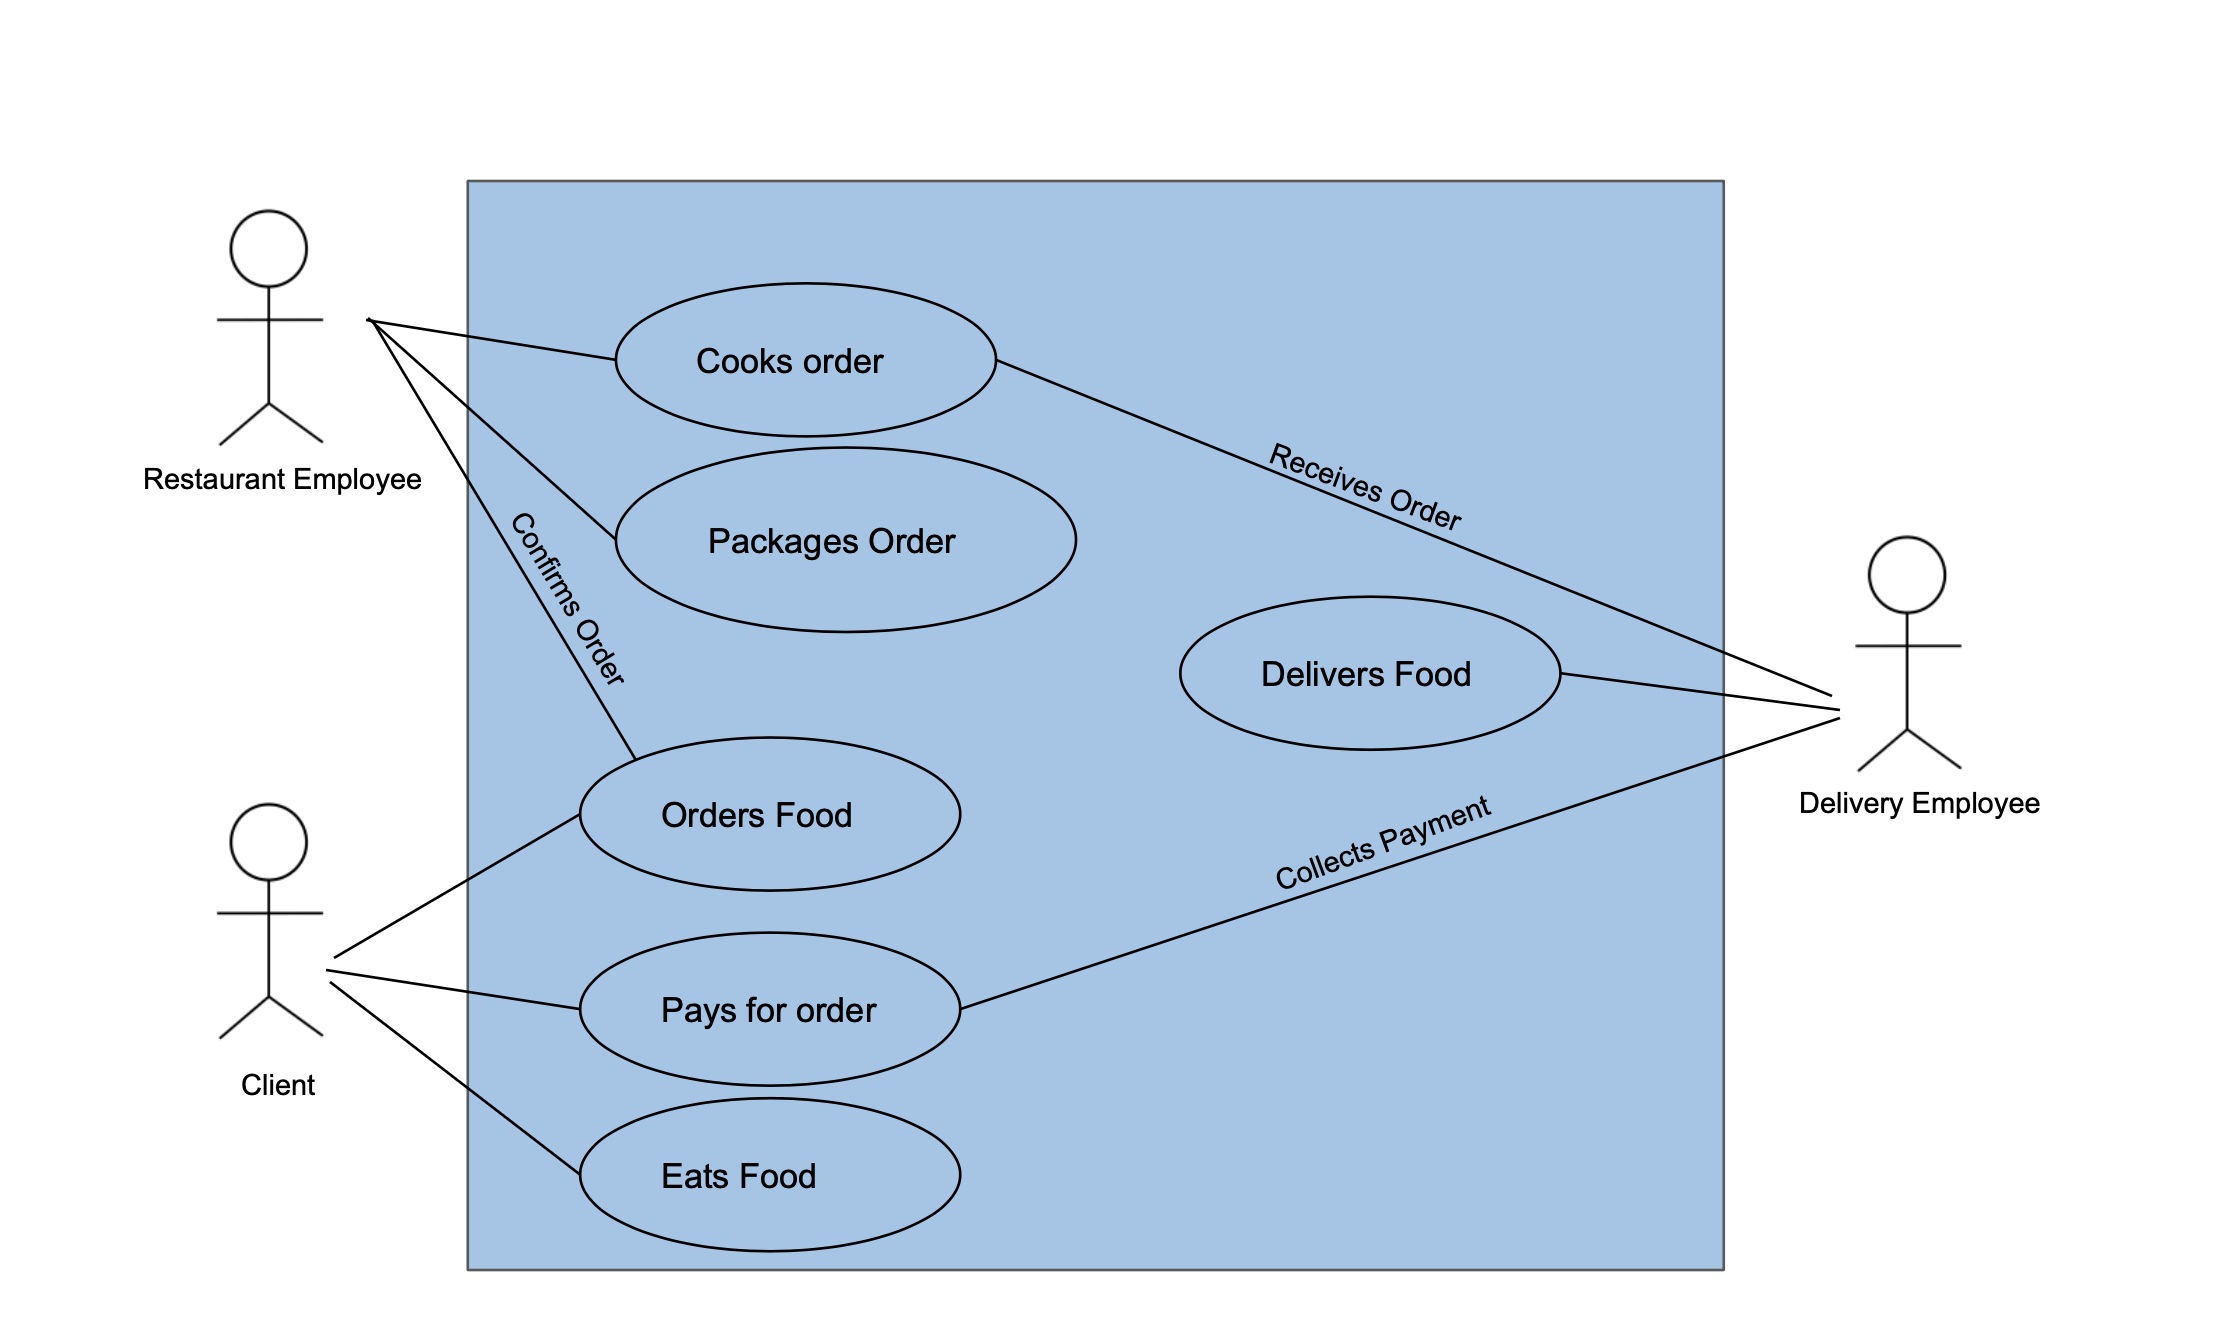 Cooks order
Receives Order
Restaurant Employee
Packages Order
Confirms Order
Delivers Food
Delivery Employee
Orders Food
Collects Payment
Pays for order
Client
Eats Food